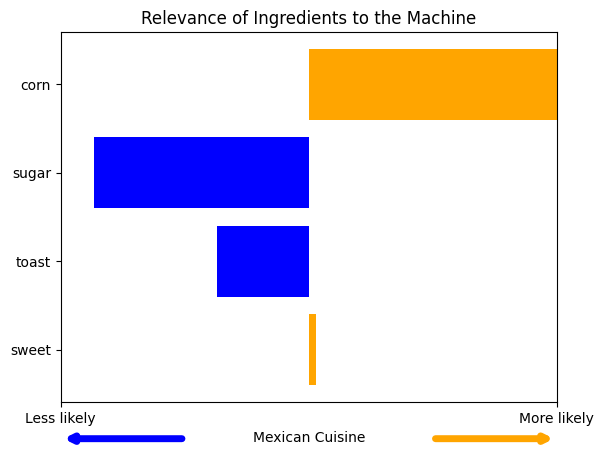 Relevance of Ingredients to the Machine
corn
sugar
toast
sweet
Less likely
More likely
Mexican Cuisine